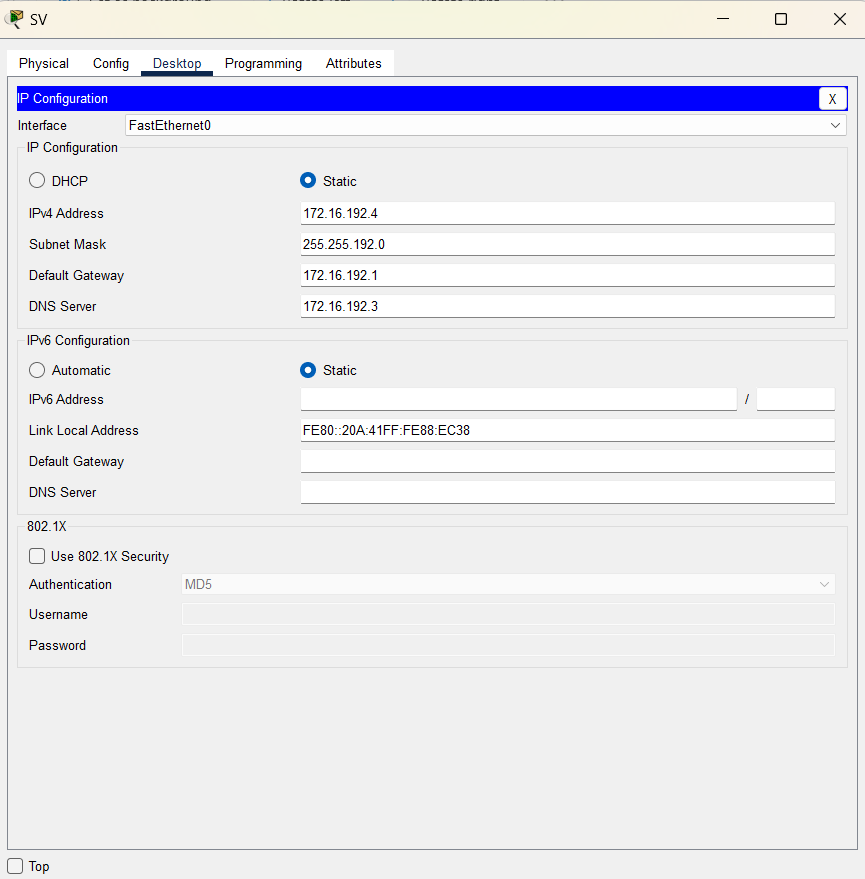 SV
Physical Config Desktop Programming Attributes
IP Configuration X
Interface FastEthernet0
IP Configuration
DHCP Static
IPv4 Address 172.16.192.4
Subnet Mask 255.255.192.0
Default Gateway 172.16.192.1
DNS Server 172.16.192.3
IPv6 Configuration
Automatic Static
IPv6 Address /
Link Local Address FE80::20A:41FF:FE88:EC38
Default Gateway
DNS Server
802.1X
Use 802.1X Security
Authentication MD5
Username
Password
Top